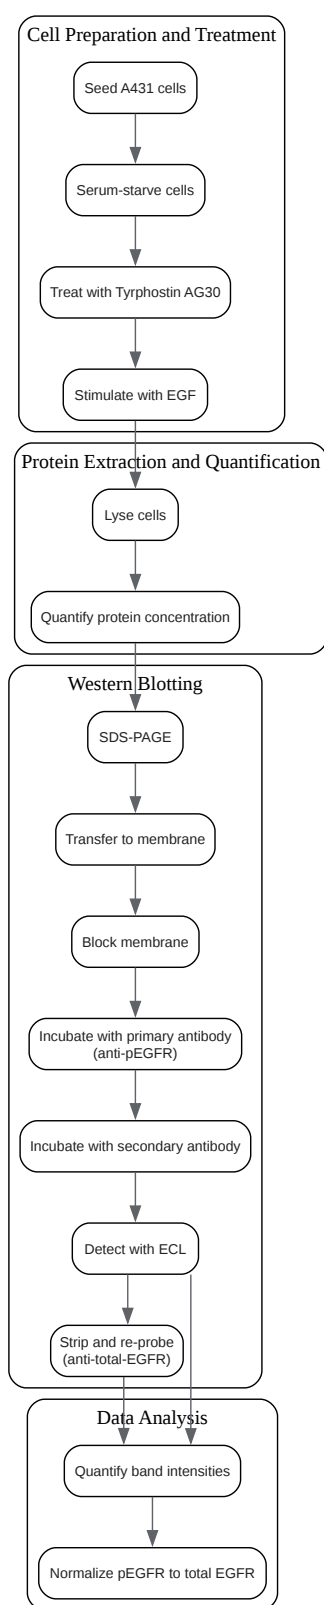 Cell Preparation and Treatment
Seed A431 cells
Serum-starve cells
Treat with Tyrphostin AG30
Stimulate with EGF
Protein Extraction and Quantification
Lyse cells
Quantify protein concentration
Western Blotting
SDS-PAGE
Transfer to membrane
Block membrane
Incubate with primary antibody
(anti-pEGFR)
Incubate with secondary antibody
Detect with ECL
Strip and re-probe
(anti-total-EGFR)
Data Analysis
Quantify band intensities
Normalize pEGFR to total EGFR